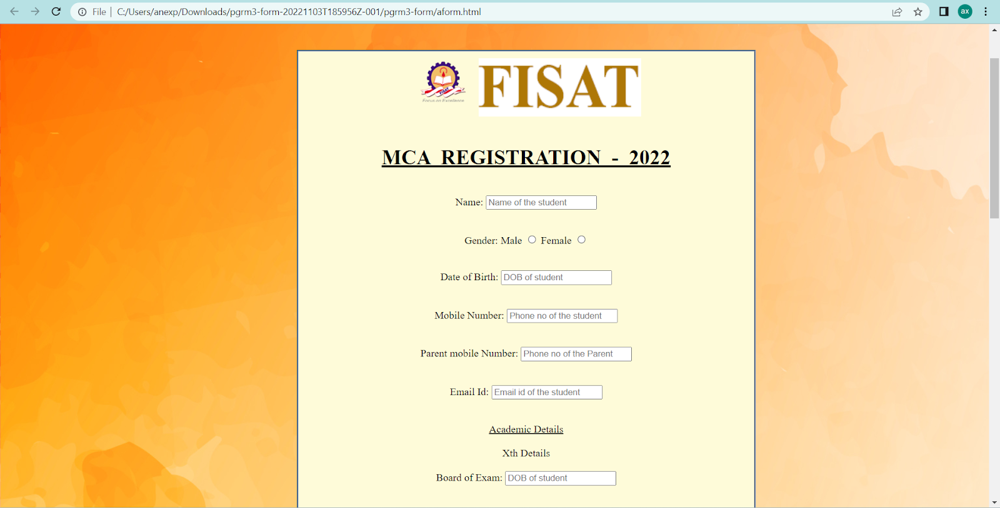 File | C:/Users/anexp/Downloads/pgrm3-form-20221103T185956Z-001/pgrm3-form/aform.html
ax
FISAT
Focus on Excellence
FISAT
MCA REGISTRATION - 2022
Name: Name of the student
Gender: Male Female
Date of Birth: DOB of student
Mobile Number: Phone no of the student
Parent mobile Number: Phone no of the Parent
Email Id: Email id of the student
Academic Details
Xth Details
Board of Exam: DOB of student